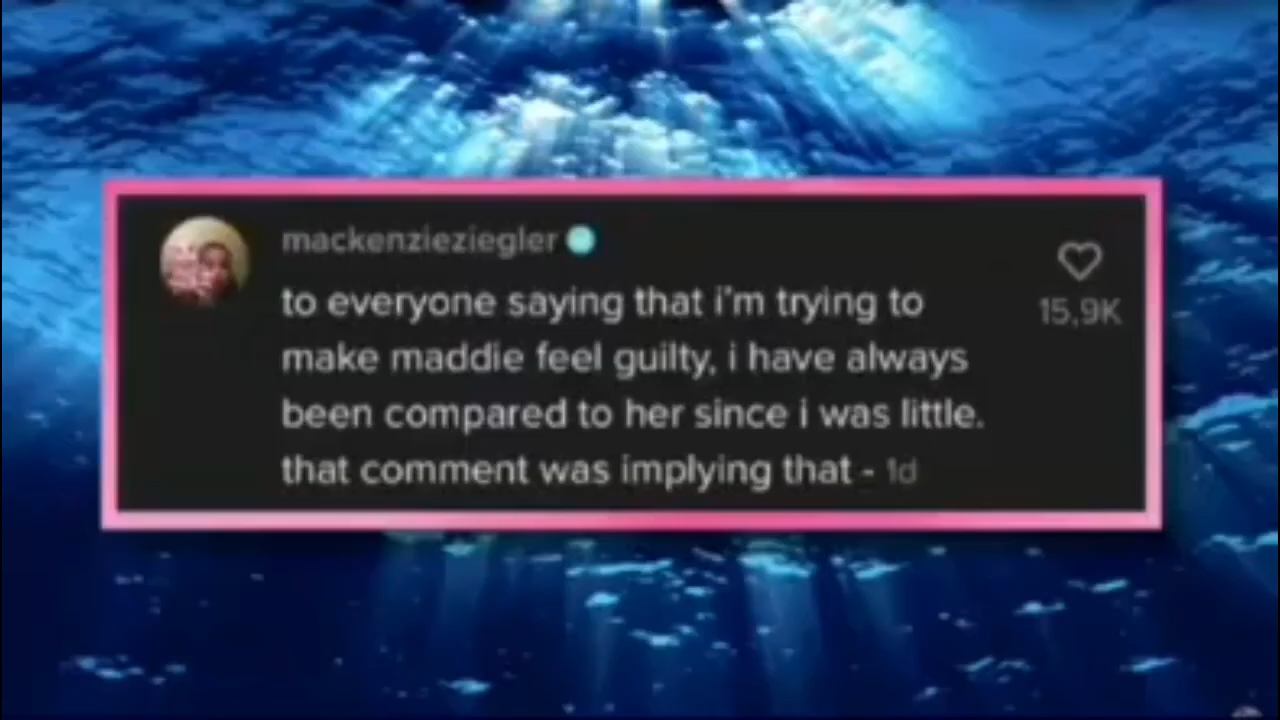 mackenzieziegler
to everyone saying that i'm trying to
make maddie feel guilty, i have always
been compared to her since i was little.
that comment was implying that - 1d
15,9K